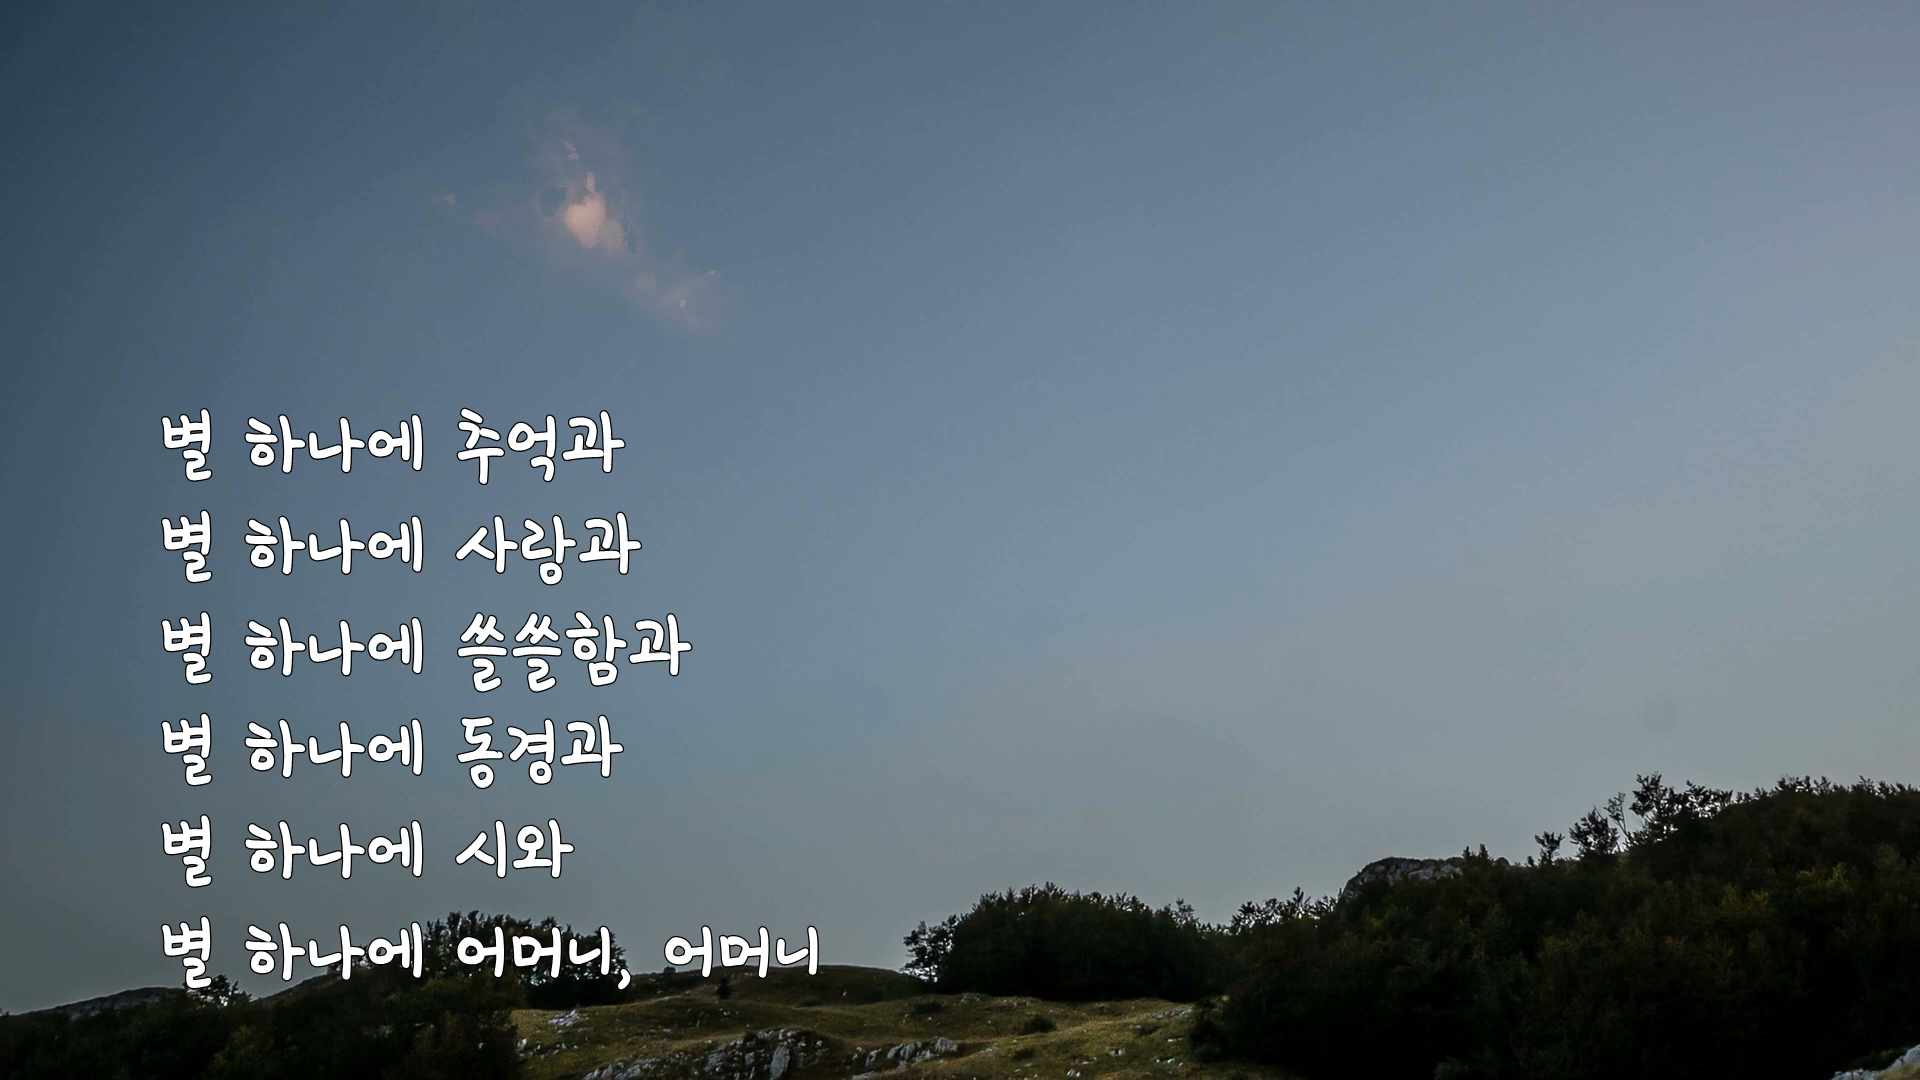 별 하나에 추억과
별 하나에 사랑과
별 하나에 쓸쓸함과
별 하나에 동경과
별 하나에 시와
별 하나에 어머니, 어머니